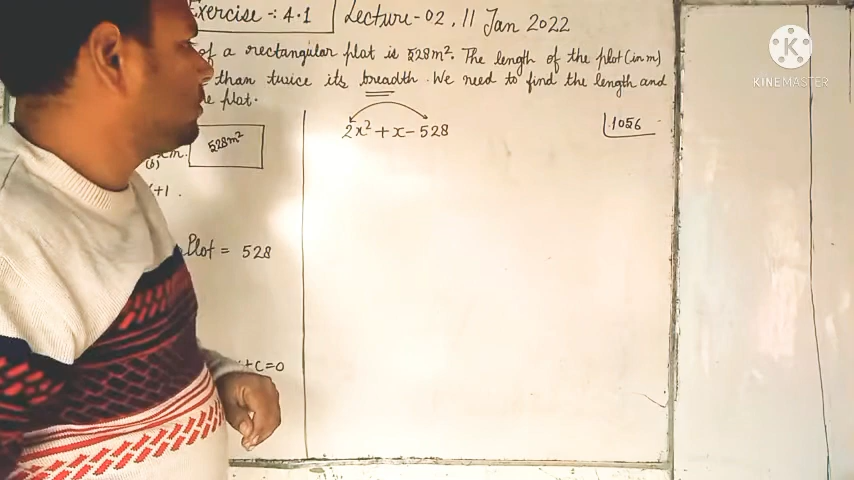 Exercise :- 4.1
Lecture-02, 11 Jan 2022
of a rectangular plot is 528m². The length of the plot (in m)
than twice its breadth. We need to find the length and
plot.
528m²
2x² + x - 528
1056
(b) xm.
+1.
Plot = 528
+c=0
K
KINEMASTER